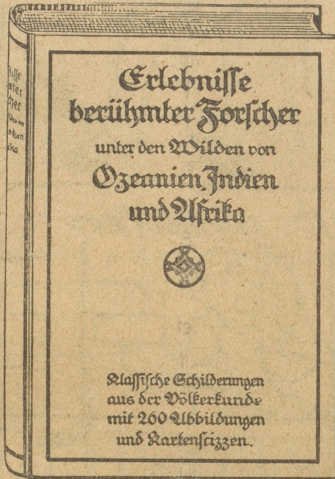 Erlebnisse
berühmter Forscher
unter den Wilden von
Ozeanien, Indien
und Afrika
Klassische Schilderungen
aus der Völkerkunde
mit 260 Abbildungen
und Kartenscizzen.